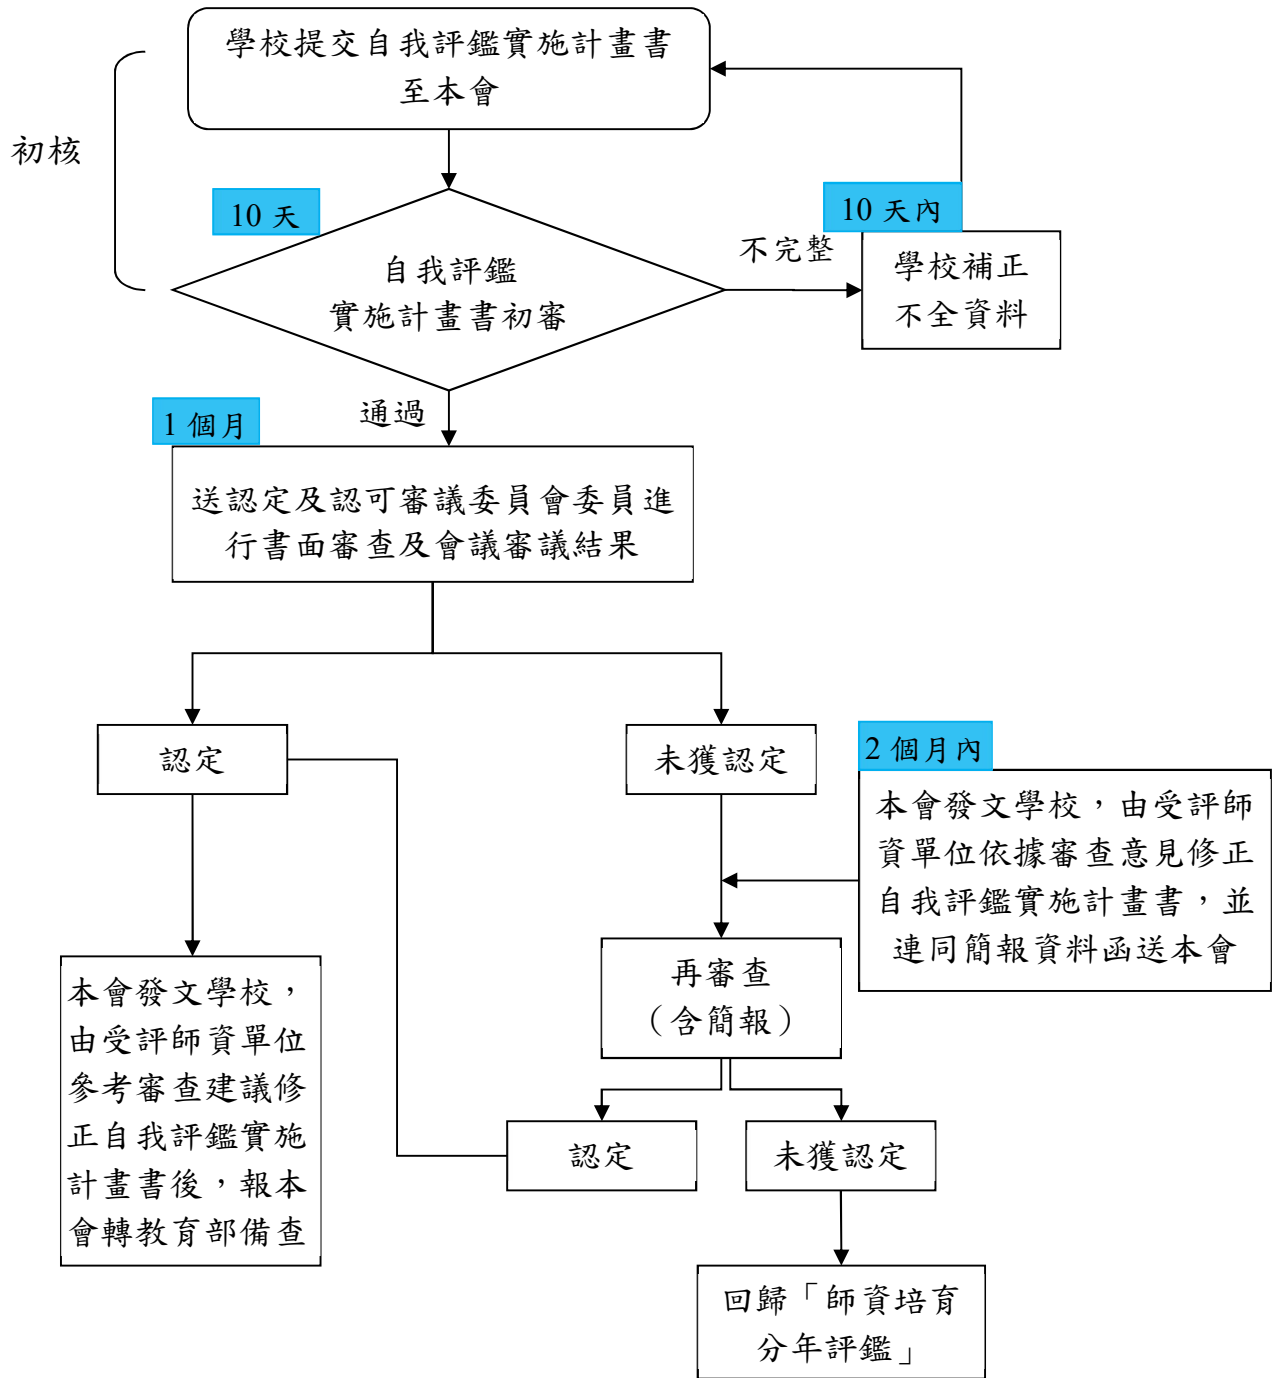 學校提交自我評鑑實施計畫書
至本會
初核
10 天
10 天內
自我評鑑
實施計畫書初審
不完整
學校補正
不全資料
通過
1 個月
送認定及認可審議委員會委員進
行書面審查及會議審議結果
認定
未獲認定
2 個月內
本會發文學校，由受評師
資單位依據審查意見修正
自我評鑑實施計畫書，並
連同簡報資料函送本會
再審查
（含簡報）
本會發文學校，
由受評師資單位
參考審查建議修
正自我評鑑實施
計畫書後，報本
會轉教育部備查
認定
未獲認定
回歸「師資培育
分年評鑑」